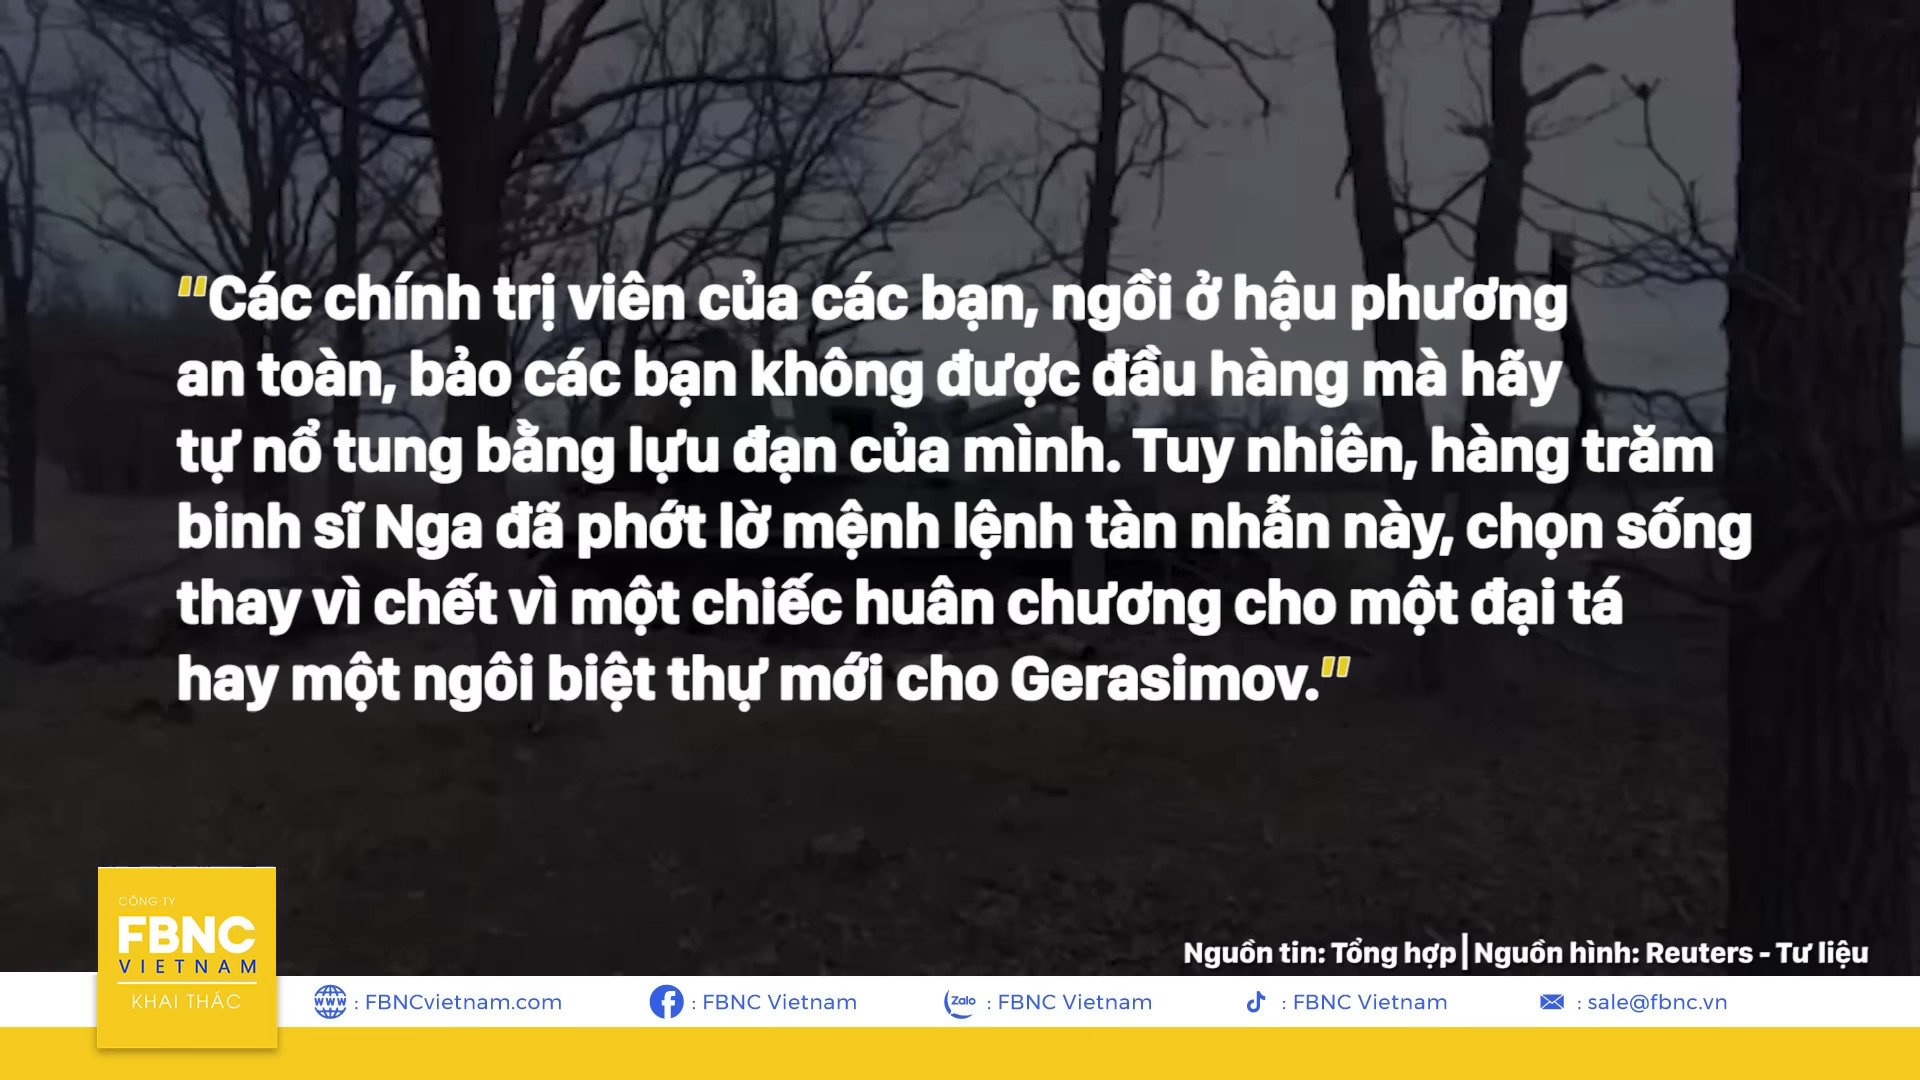 "Các chính trị viên của các bạn, ngồi ở hậu phương
an toàn, bảo các bạn không được đầu hàng mà hãy
tự nổ tung bằng lựu đạn của mình. Tuy nhiên, hàng trăm
binh sĩ Nga đã phớt lờ mệnh lệnh tàn nhẫn này, chọn sống
thay vì chết vì một chiếc huân chương cho một đại tá
hay một ngôi biệt thự mới cho Gerasimov."
Nguồn tin: Tổng hợp | Nguồn hình: Reuters - Tư liệu
CÔNG TY
FBNC
VIETNAM
KHAI THÁC
www : FBNCvietnam.com
: FBNC Vietnam
Zalo : FBNC Vietnam
: FBNC Vietnam
: sale@fbnc.vn